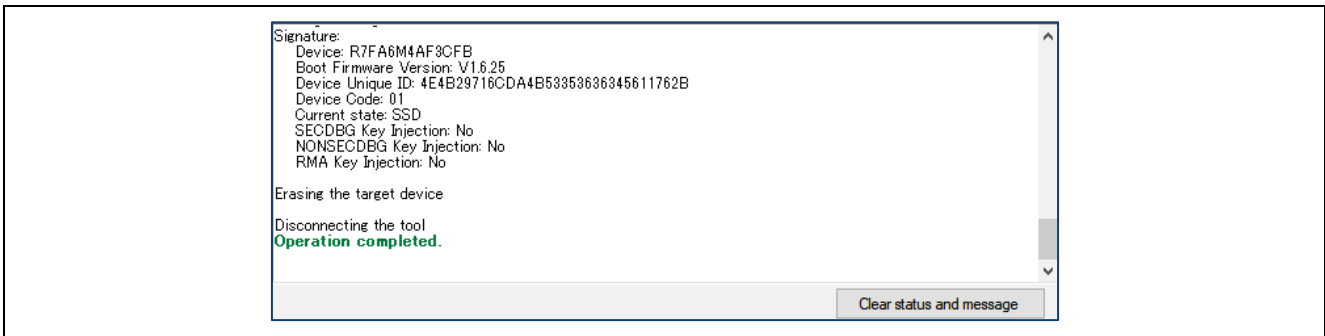 Signature:
Device: R7FA6M4AF3CFB
Boot Firmware Version: V1.6.25
Device Unique ID: 4E4B29716CDA4B53353636345611762B
Device Code: 01
Current state: SSD
SECDBG Key Injection: No
NONSECDBG Key Injection: No
RMA Key Injection: No
Erasing the target device
Disconnecting the tool
Operation completed.
Clear status and message